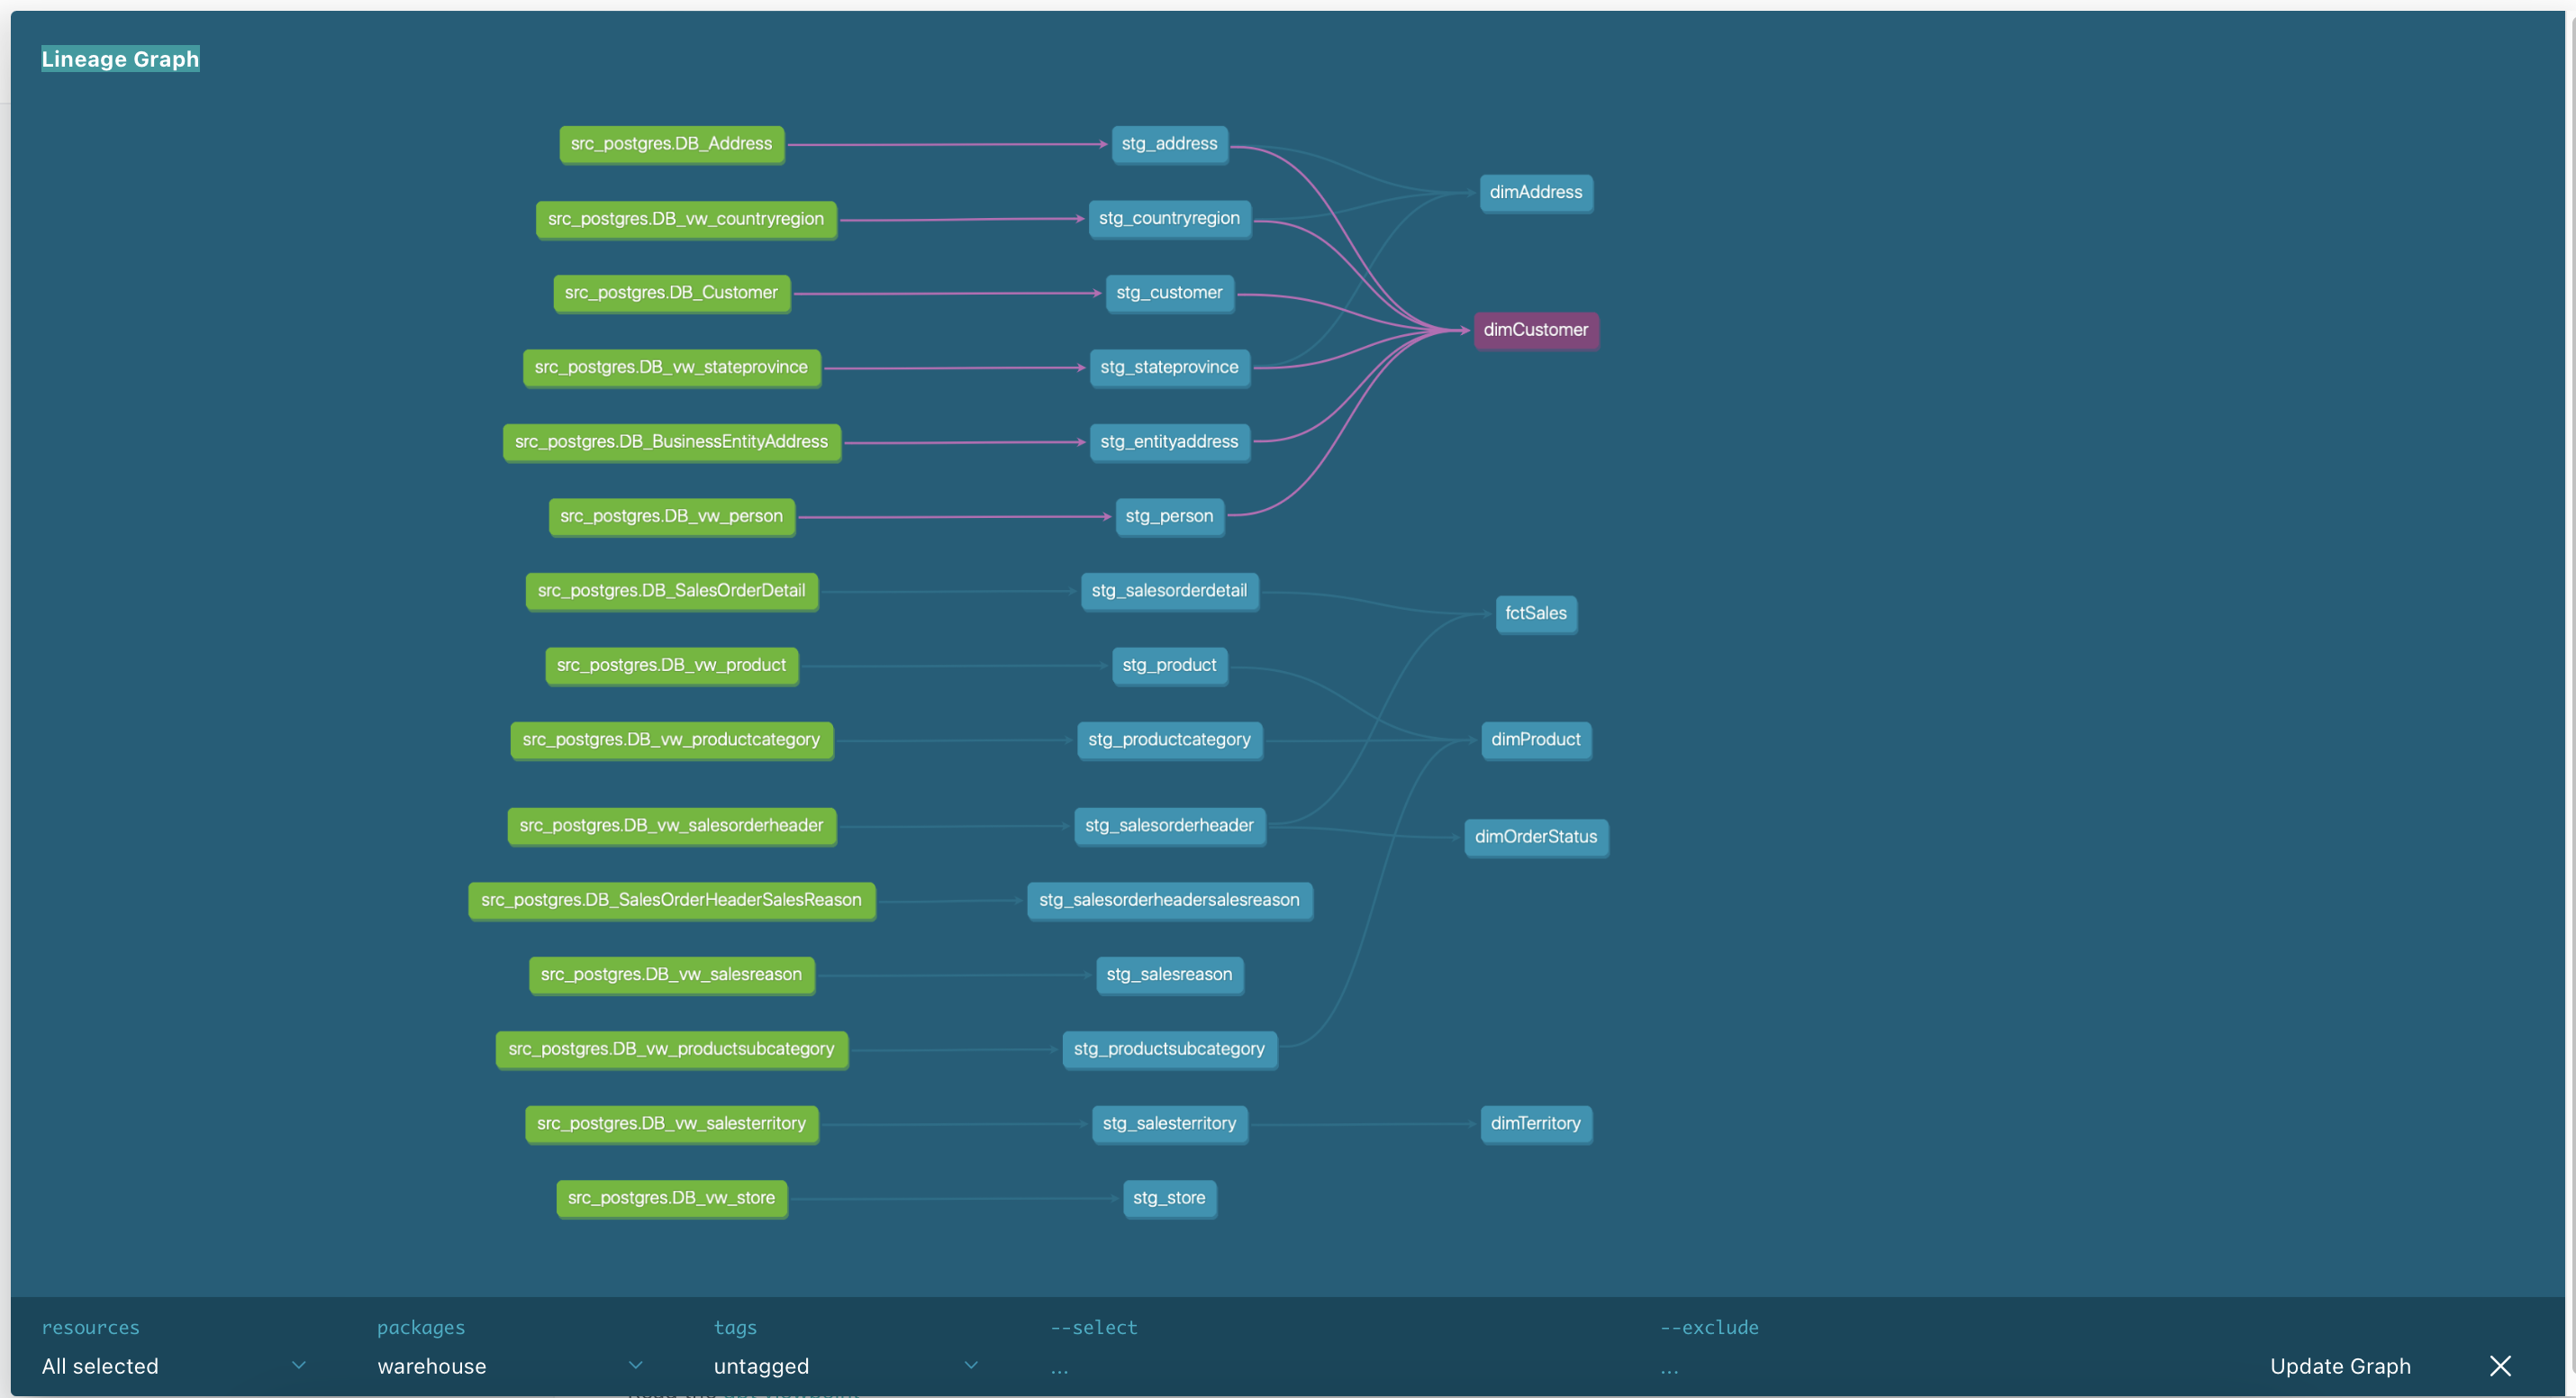 Lineage Graph
src_postgres.DB_Address
stg_address
dimAddress
src_postgres.DB_vw_countryregion
stg_countryregion
src_postgres.DB_Customer
stg_customer
dimCustomer
src_postgres.DB_vw_stateprovince
stg_stateprovince
src_postgres.DB_BusinessEntityAddress
stg_entityaddress
src_postgres.DB_vw_person
stg_person
src_postgres.DB_SalesOrderDetail
stg_salesorderdetail
fctSales
src_postgres.DB_vw_product
stg_product
src_postgres.DB_vw_productcategory
stg_productcategory
dimProduct
src_postgres.DB_vw_salesorderheader
stg_salesorderheader
dimOrderStatus
src_postgres.DB_SalesOrderHeaderSalesReason
stg_salesorderheadersalesreason
src_postgres.DB_vw_salesreason
stg_salesreason
src_postgres.DB_vw_productsubcategory
stg_productsubcategory
src_postgres.DB_vw_salesterritory
stg_salesterritory
dimTerritory
src_postgres.DB_vw_store
stg_store
resources
packages
tags
--select
--exclude
All selected
warehouse
untagged
...
...
Update Graph